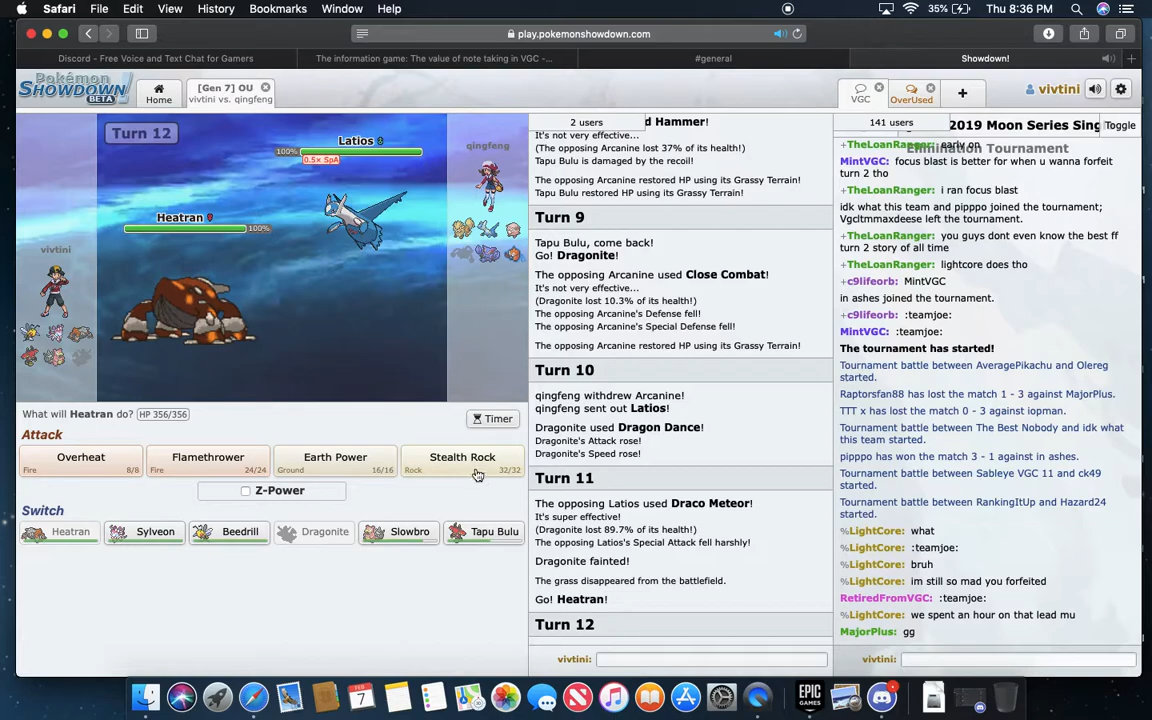 Safari File Edit View History Bookmarks Window Help 35% Thu 8:36 PM
play.pokemonshowdown.com
Discord - Free Voice and Text Chat for Gamers The information game: The value of note taking in VGC -... #general Showdown!
Pokémon SHOWDOWN BETA
Home
[Gen 7] OU
vivtini vs. qingfeng
VGC
OverUsed
vivtini
Turn 12
Latios
100%
0.5× SpA
Heatran
100%
vivtini
qingfeng
What will Heatran do? HP 356/356
Timer
Attack
Overheat
Fire 8/8
Flamethrower
Fire 24/24
Earth Power
Ground 16/16
Stealth Rock
Rock 32/32
Z-Power
Switch
Heatran Sylveon Beedrill Dragonite Slowbro Tapu Bulu
2 users
d Hammer!
It's not very effective...
(The opposing Arcanine lost 37% of its health!)
Tapu Bulu is damaged by the recoil!
The opposing Arcanine restored HP using its Grassy Terrain!
Tapu Bulu restored HP using its Grassy Terrain!
Turn 9
Tapu Bulu, come back!
Go! Dragonite!
The opposing Arcanine used Close Combat!
It's not very effective...
(Dragonite lost 10.3% of its health!)
The opposing Arcanine's Defense fell!
The opposing Arcanine's Special Defense fell!
The opposing Arcanine restored HP using its Grassy Terrain!
Turn 10
qingfeng withdrew Arcanine!
qingfeng sent out Latios!
Dragonite used Dragon Dance!
Dragonite's Attack rose!
Dragonite's Speed rose!
Turn 11
The opposing Latios used Draco Meteor!
It's super effective!
(Dragonite lost 89.7% of its health!)
The opposing Latios's Special Attack fell harshly!
Dragonite fainted!
The grass disappeared from the battlefield.
Go! Heatran!
Turn 12
vivtini:
141 users
2019 Moon Series Sing
Toggle
Elimination Tournament
+TheLoanRanger: early on
MintVGC: focus blast is better for when u wanna forfeit
turn 2 tho
+TheLoanRanger: i ran focus blast
idk what this team and pipppo joined the tournament;
Vgcltmmaxdeese left the tournament.
+TheLoanRanger: you guys dont even know the best ff
turn 2 story of all time
+TheLoanRanger: lightcore does tho
+c9lifeorb: MintVGC
in ashes joined the tournament.
+c9lifeorb: :teamjoe:
MintVGC: :teamjoe:
The tournament has started!
Tournament battle between AveragePikachu and Olereg
started.
Raptorsfan88 has lost the match 1 - 3 against MajorPlus.
TTT x has lost the match 0 - 3 against iopman.
Tournament battle between The Best Nobody and idk what
this team started.
pipppo has won the match 3 - 1 against in ashes.
Tournament battle between Sableye VGC 11 and ck49
started.
Tournament battle between RankingItUp and Hazard24
started.
%LightCore: what
%LightCore: :teamjoe:
%LightCore: bruh
%LightCore: im still so mad you forfeited
RetiredFromVGC: :teamjoe:
%LightCore: we spent an hour on that lead mu
MajorPlus: gg
vivtini:
FEB
7
EPIC
GAMES